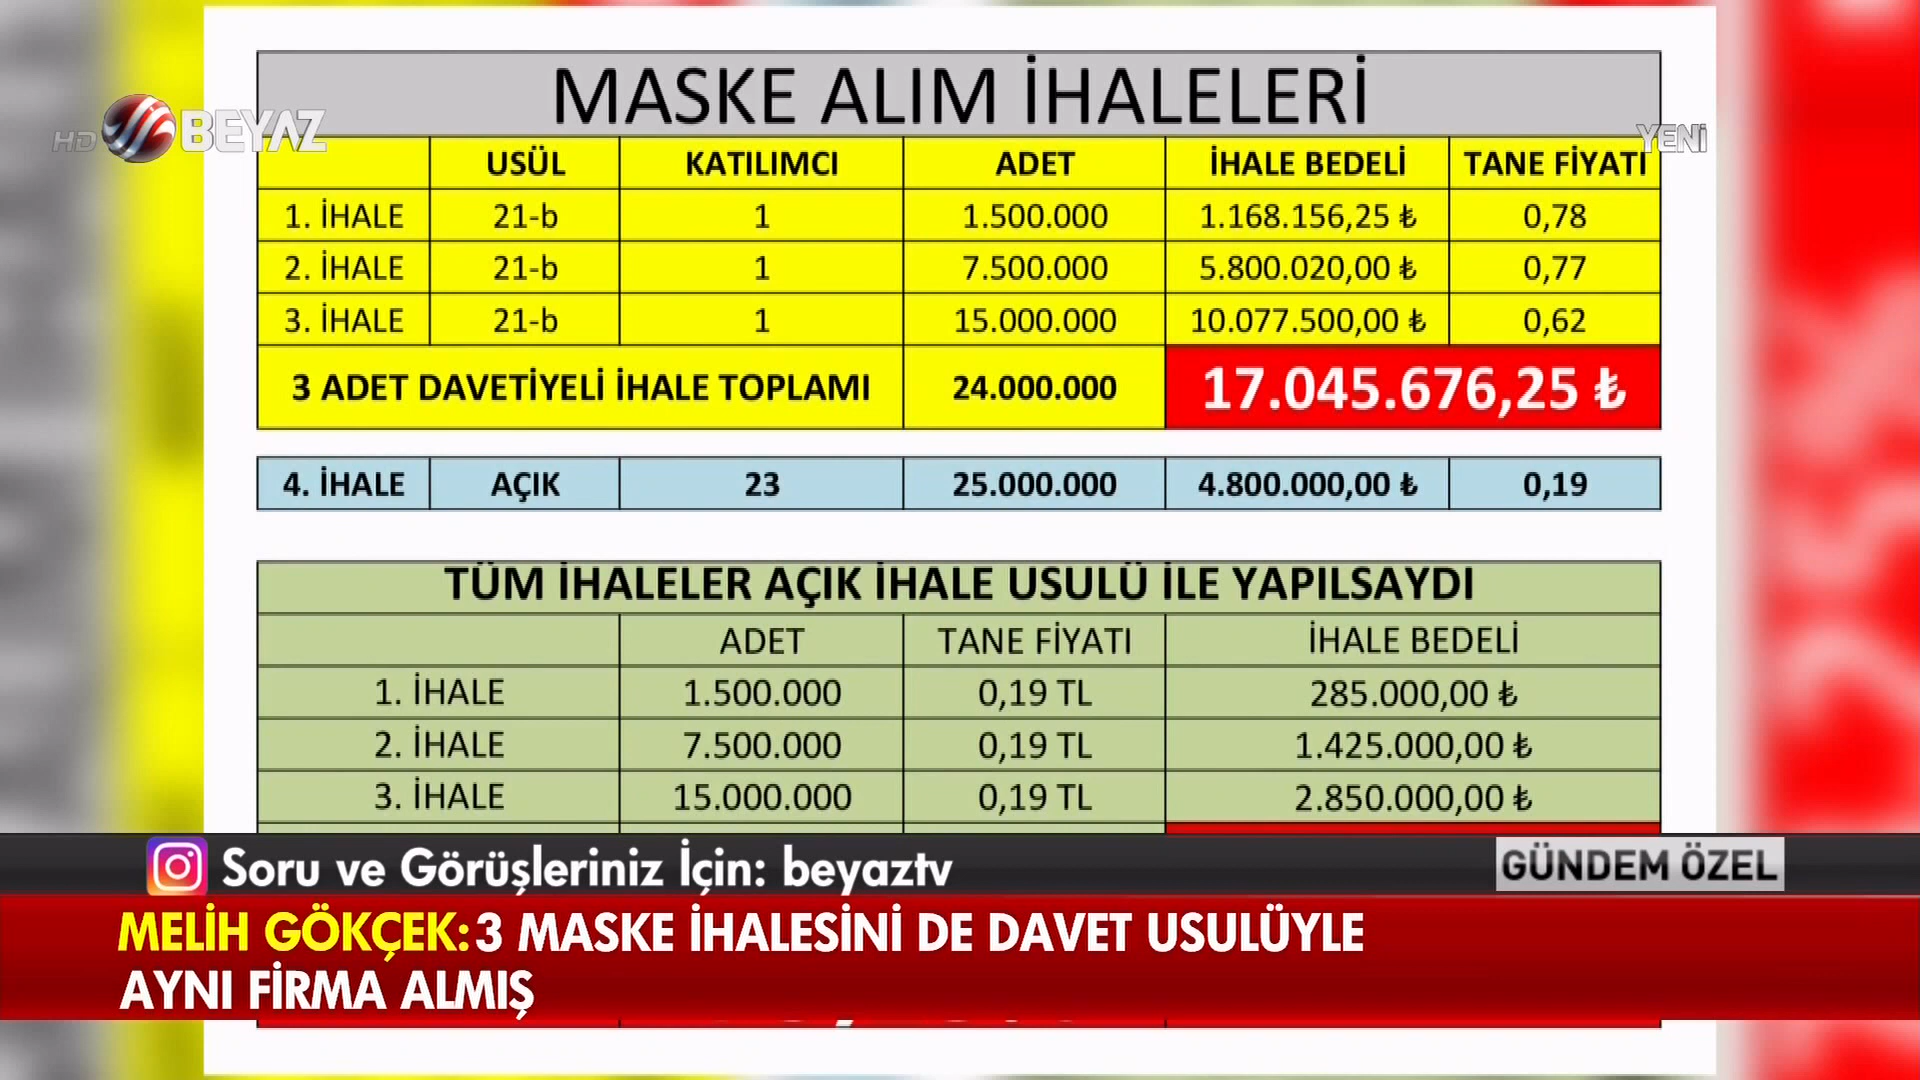 MASKE ALIM İHALELERİ
HD BEYAZ
YENİ
USÜL KATILIMCI ADET İHALE BEDELİ TANE FİYATI
1. İHALE 21-b 1 1.500.000 1.168.156,25 ₺ 0,78
2. İHALE 21-b 1 7.500.000 5.800.020,00 ₺ 0,77
3. İHALE 21-b 1 15.000.000 10.077.500,00 ₺ 0,62
3 ADET DAVETİYELİ İHALE TOPLAMI 24.000.000 17.045.676,25 ₺
4. İHALE AÇIK 23 25.000.000 4.800.000,00 ₺ 0,19
TÜM İHALELER AÇIK İHALE USULÜ İLE YAPILSAYDI
ADET TANE FİYATI İHALE BEDELİ
1. İHALE 1.500.000 0,19 TL 285.000,00 ₺
2. İHALE 7.500.000 0,19 TL 1.425.000,00 ₺
3. İHALE 15.000.000 0,19 TL 2.850.000,00 ₺
Soru ve Görüşleriniz İçin: beyaztv
GÜNDEM ÖZEL
MELİH GÖKÇEK: 3 MASKE İHALESİNİ DE DAVET USULÜYLE
AYNI FİRMA ALMIŞ